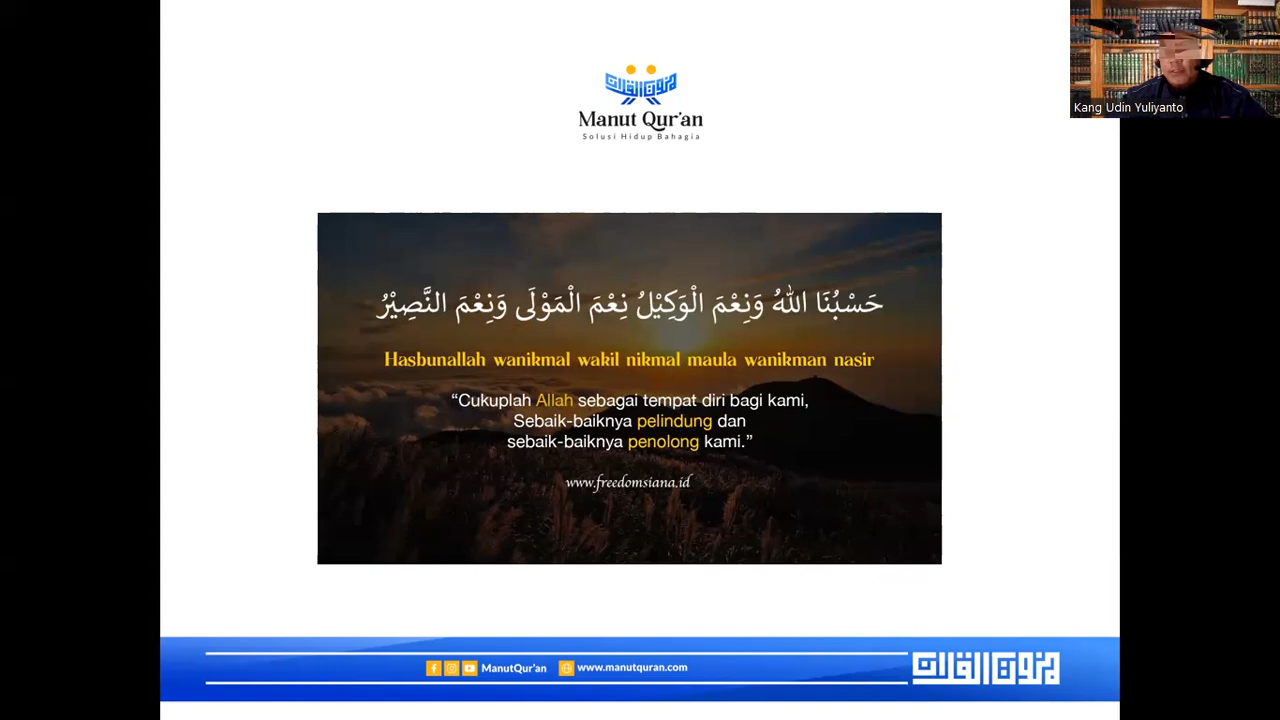 Manut Qur'an
Solusi Hidup Bahagia
Kang Udin Yuliyanto
حَسْبُنَا اللهُ وَنِعْمَ الْوَكِيْلُ نِعْمَ الْمَوْلَى وَنِعْمَ النَّصِيْرُ
Hasbunallah wanikmal wakil nikmal maula wanikman nasir
“Cukuplah Allah sebagai tempat diri bagi kami,
Sebaik-baiknya pelindung dan
sebaik-baiknya penolong kami.”
www.freedomsiana.id
ManutQur'an www.manutquran.com